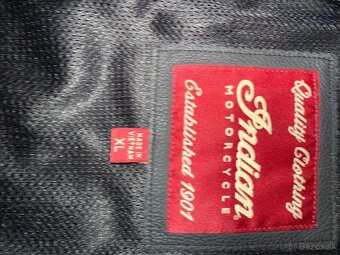 Quality Clothing
Indian
MOTORCYCLE
Established 1901
MADE IN
VIETNAM
XL